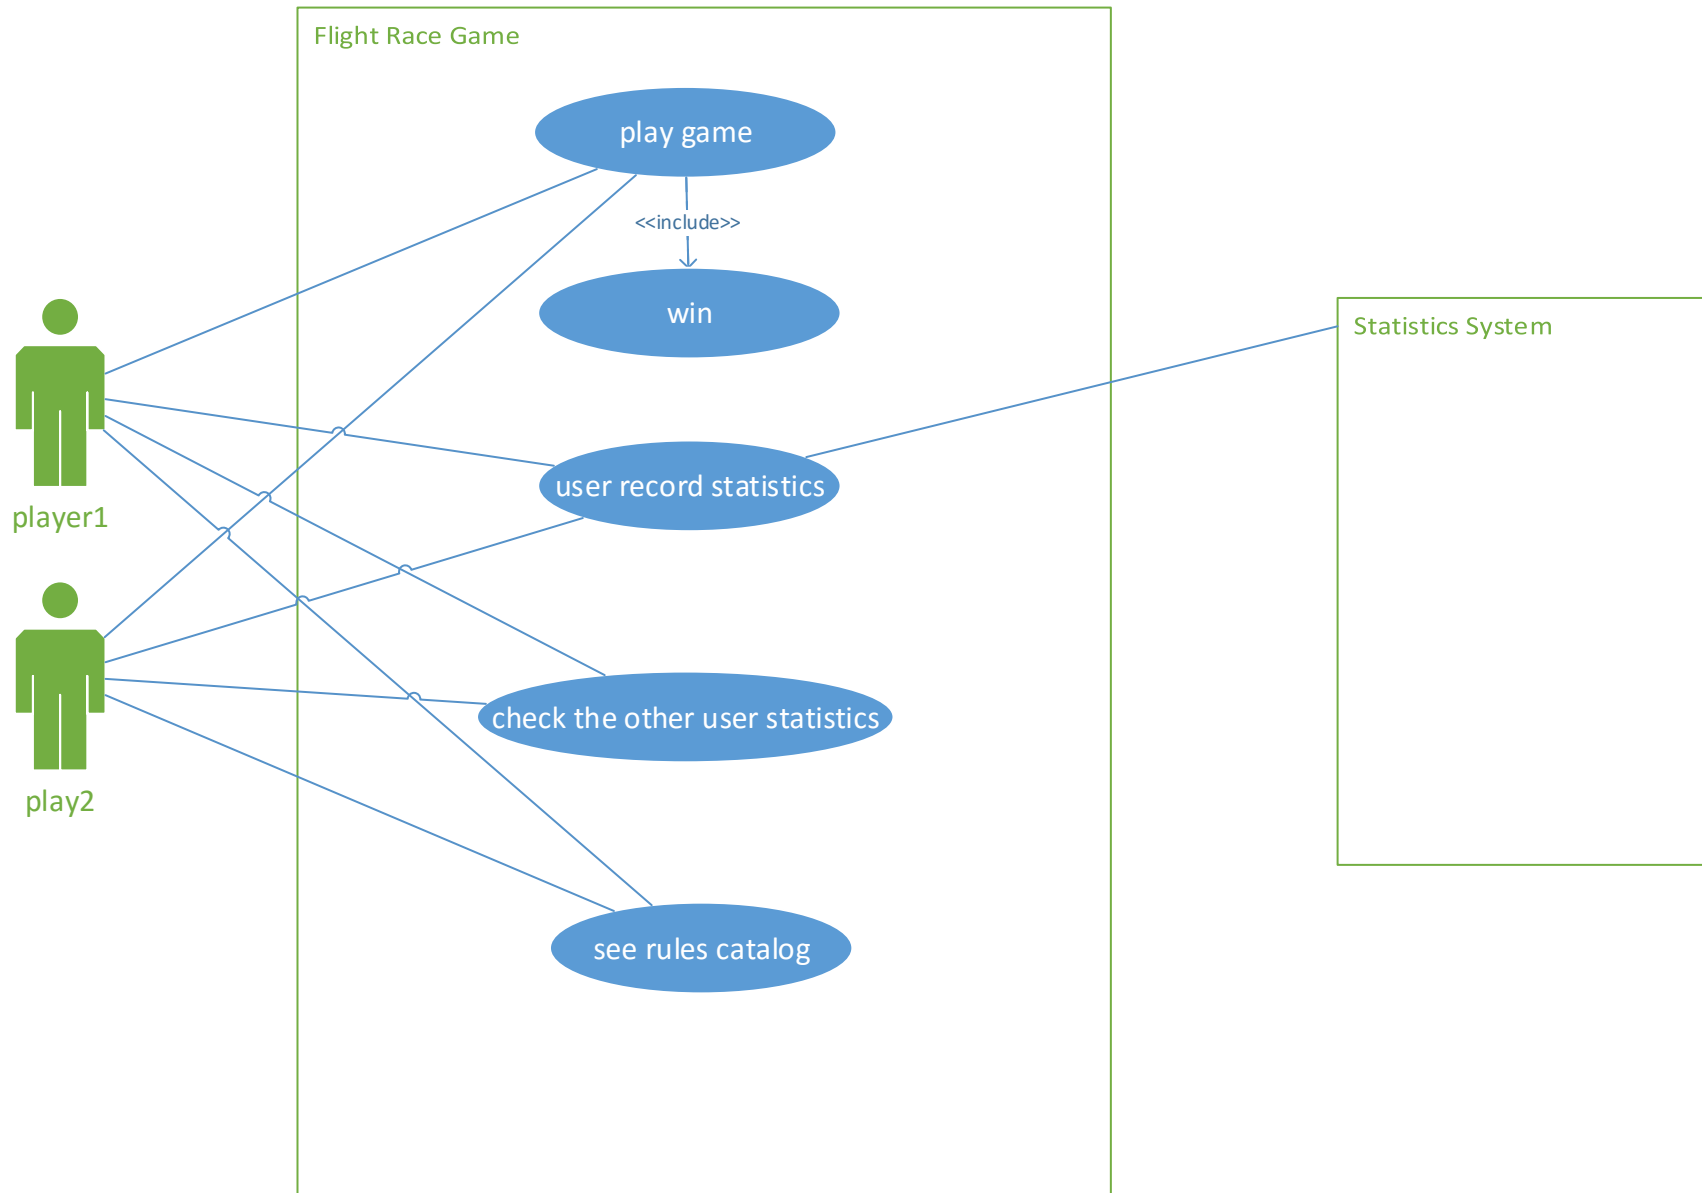 Flight Race Game
play game
<<include>>
win
Statistics System
user record statistics
player1
check the other user statistics
play2
see rules catalog